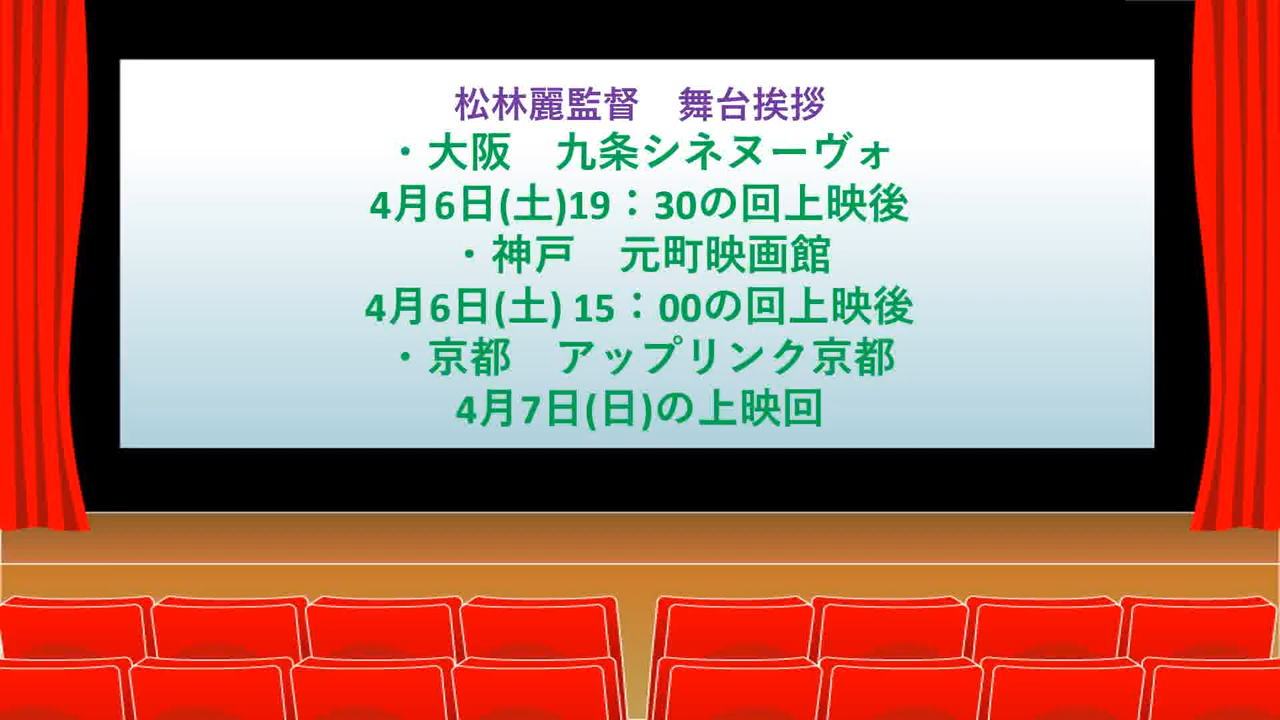 松林麗監督　舞台挨拶
・大阪　九条シネヌーヴォ
4月6日(土)19：30の回上映後
・神戸　元町映画館
4月6日(土) 15：00の回上映後
・京都　アップリンク京都
4月7日(日)の上映回